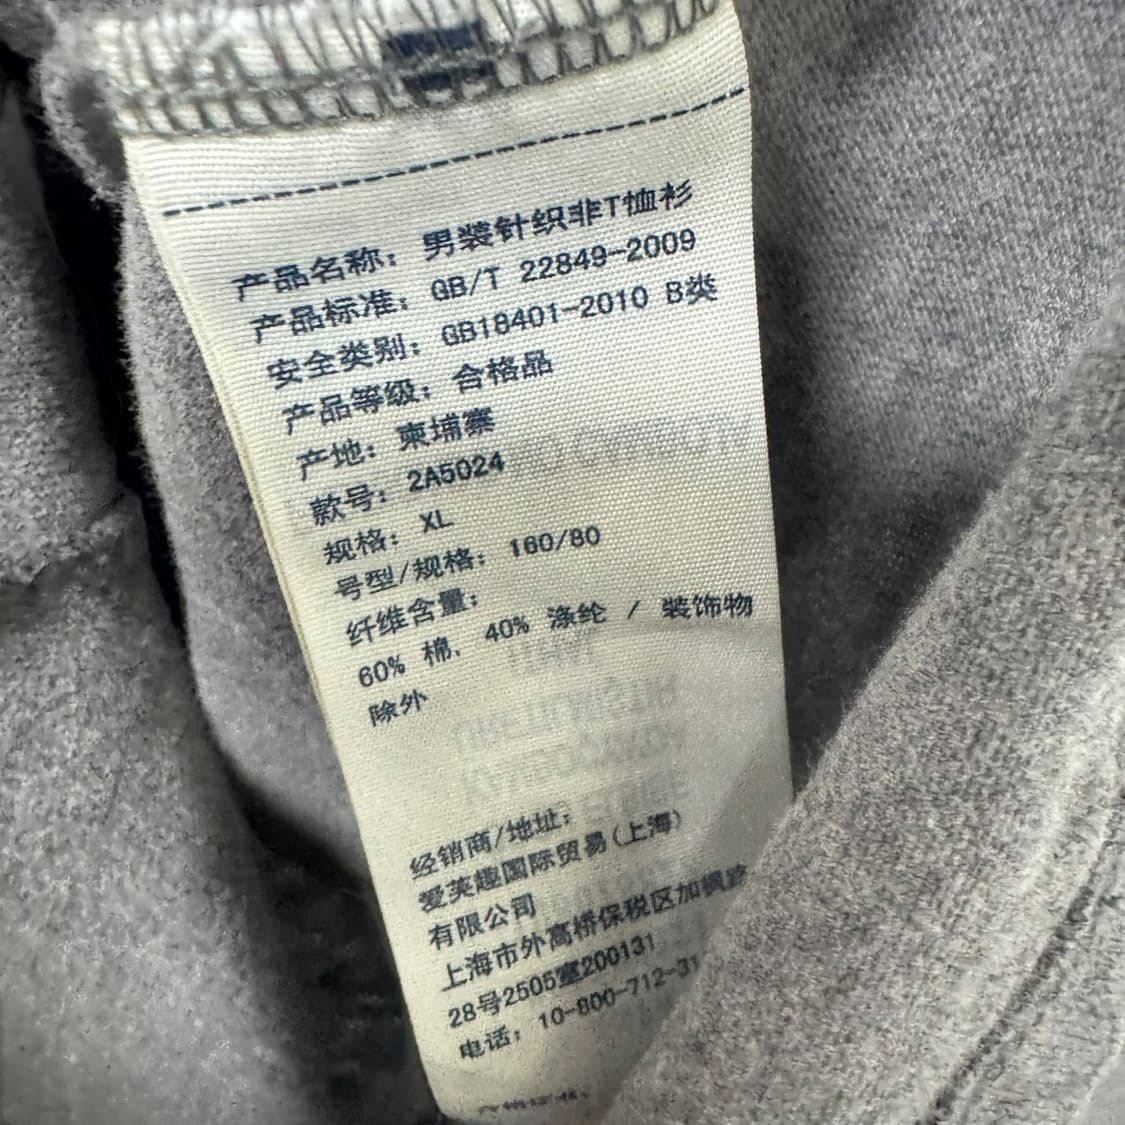 产品名称: 男装针织非T恤衫
产品标准: GB/T 22849-2009
安全类别: GB18401-2010 B类
产品等级: 合格品
产地: 柬埔寨
款号: 2A5024
规格: XL
号型/规格: 160/80
纤维含量:
60% 棉, 40% 涤纶 / 装饰物
除外
经销商/地址:
爱芙趣国际贸易(上海)
有限公司
上海市外高桥保税区加枫路
28号2505室200131
电话: 10-800-712-31